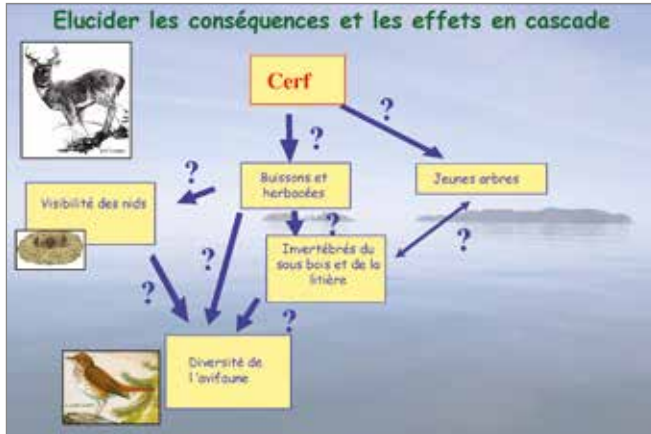 Elucider les conséquences et les effets en cascade
Cerf
?
?
Buissons et
herbacées
Jeunes arbres
?
Visibilité des nids
?
?
Invertébrés du
sous bois et de la
litière
?
?
?
Diversité de
l'avifaune